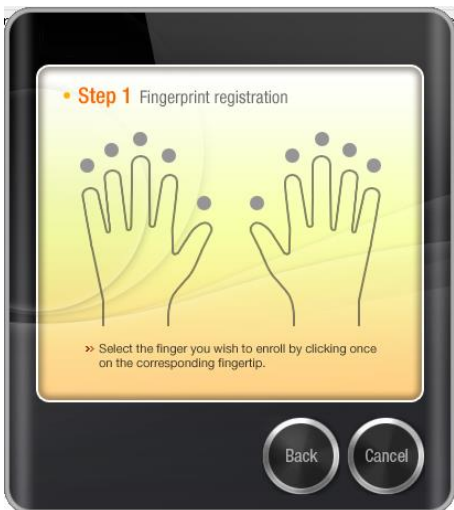 • Step 1 Fingerprint registration
>> Select the finger you wish to enroll by clicking once
on the corresponding fingertip.
Back Cancel